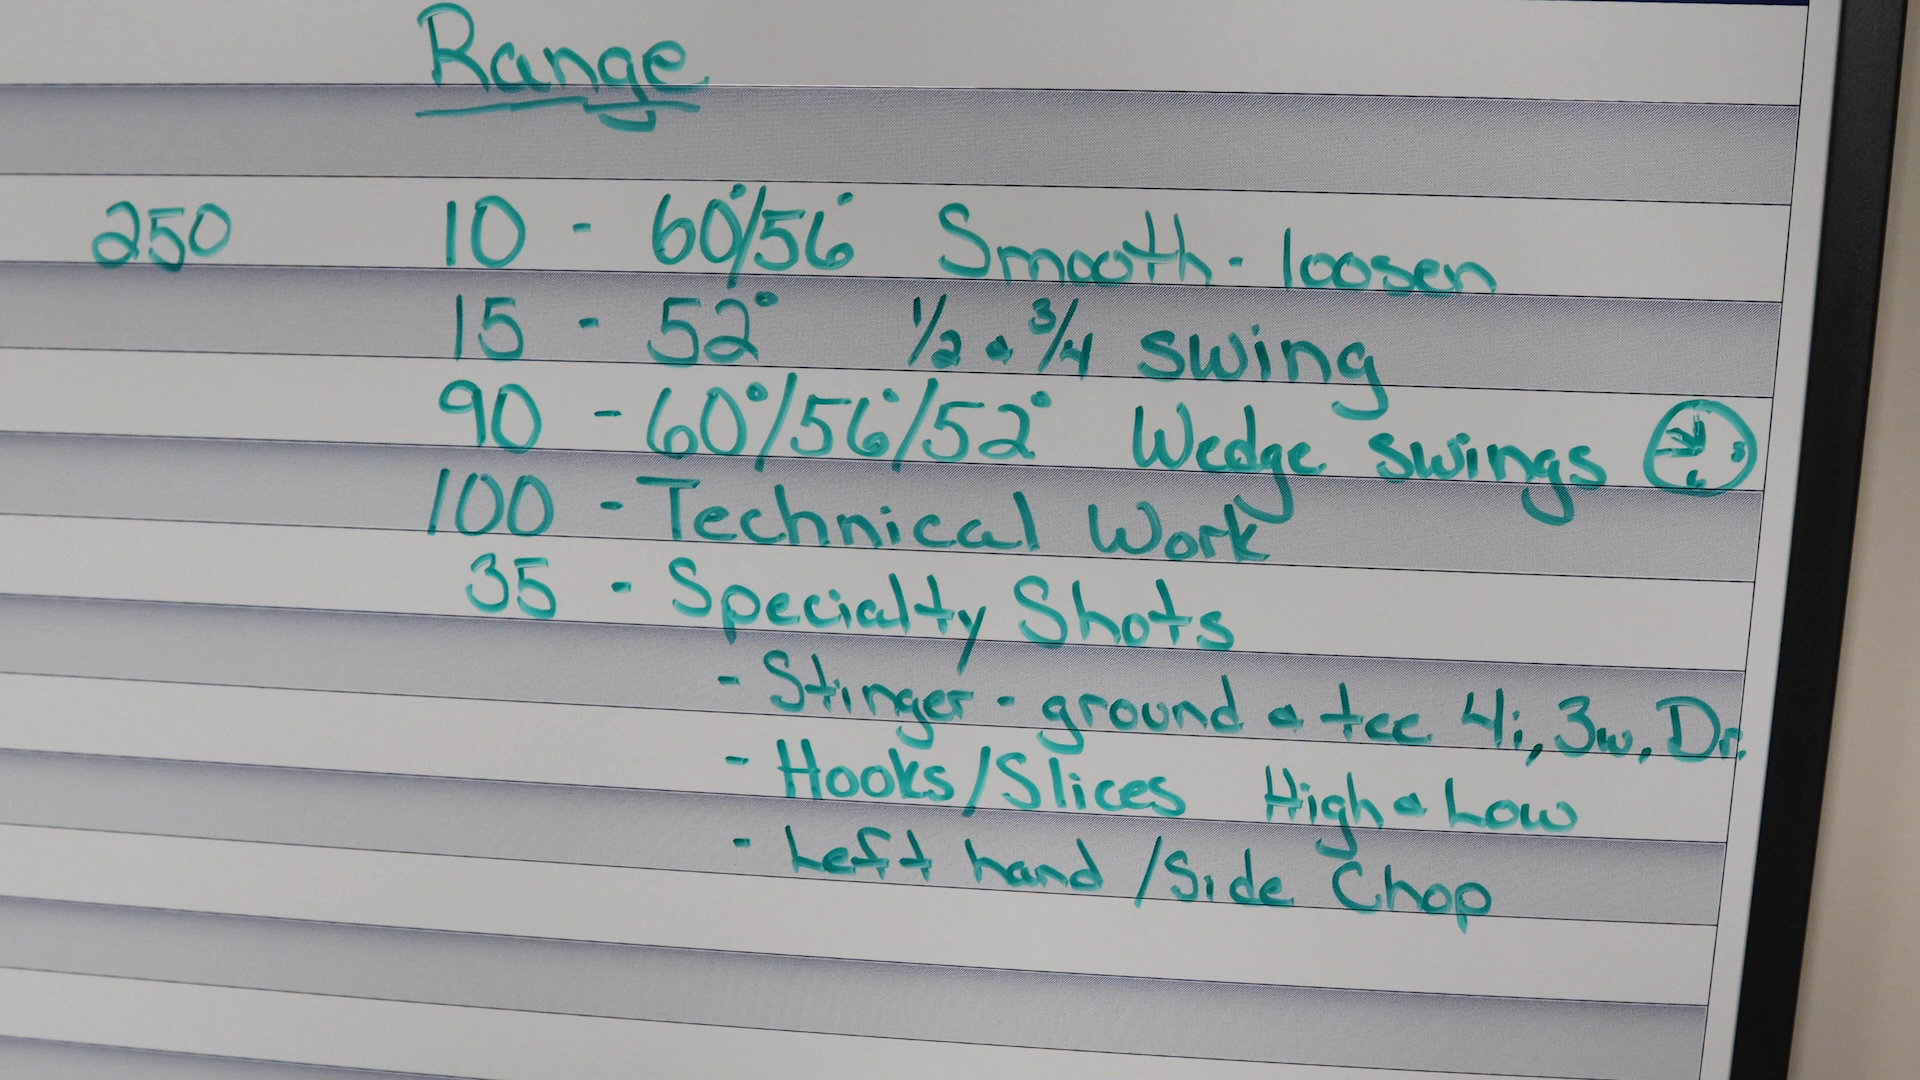 Range
250 10 - 60°/56° Smooth - loosen
15 - 52° 1/2 & 3/4 swing
90 - 60°/56°/52° Wedge swings
100 - Technical Work
35 - Specialty Shots
- Stinger - ground & tee 4i, 3w, Dr.
- Hooks/Slices High & Low
- Left hand /Side Chop